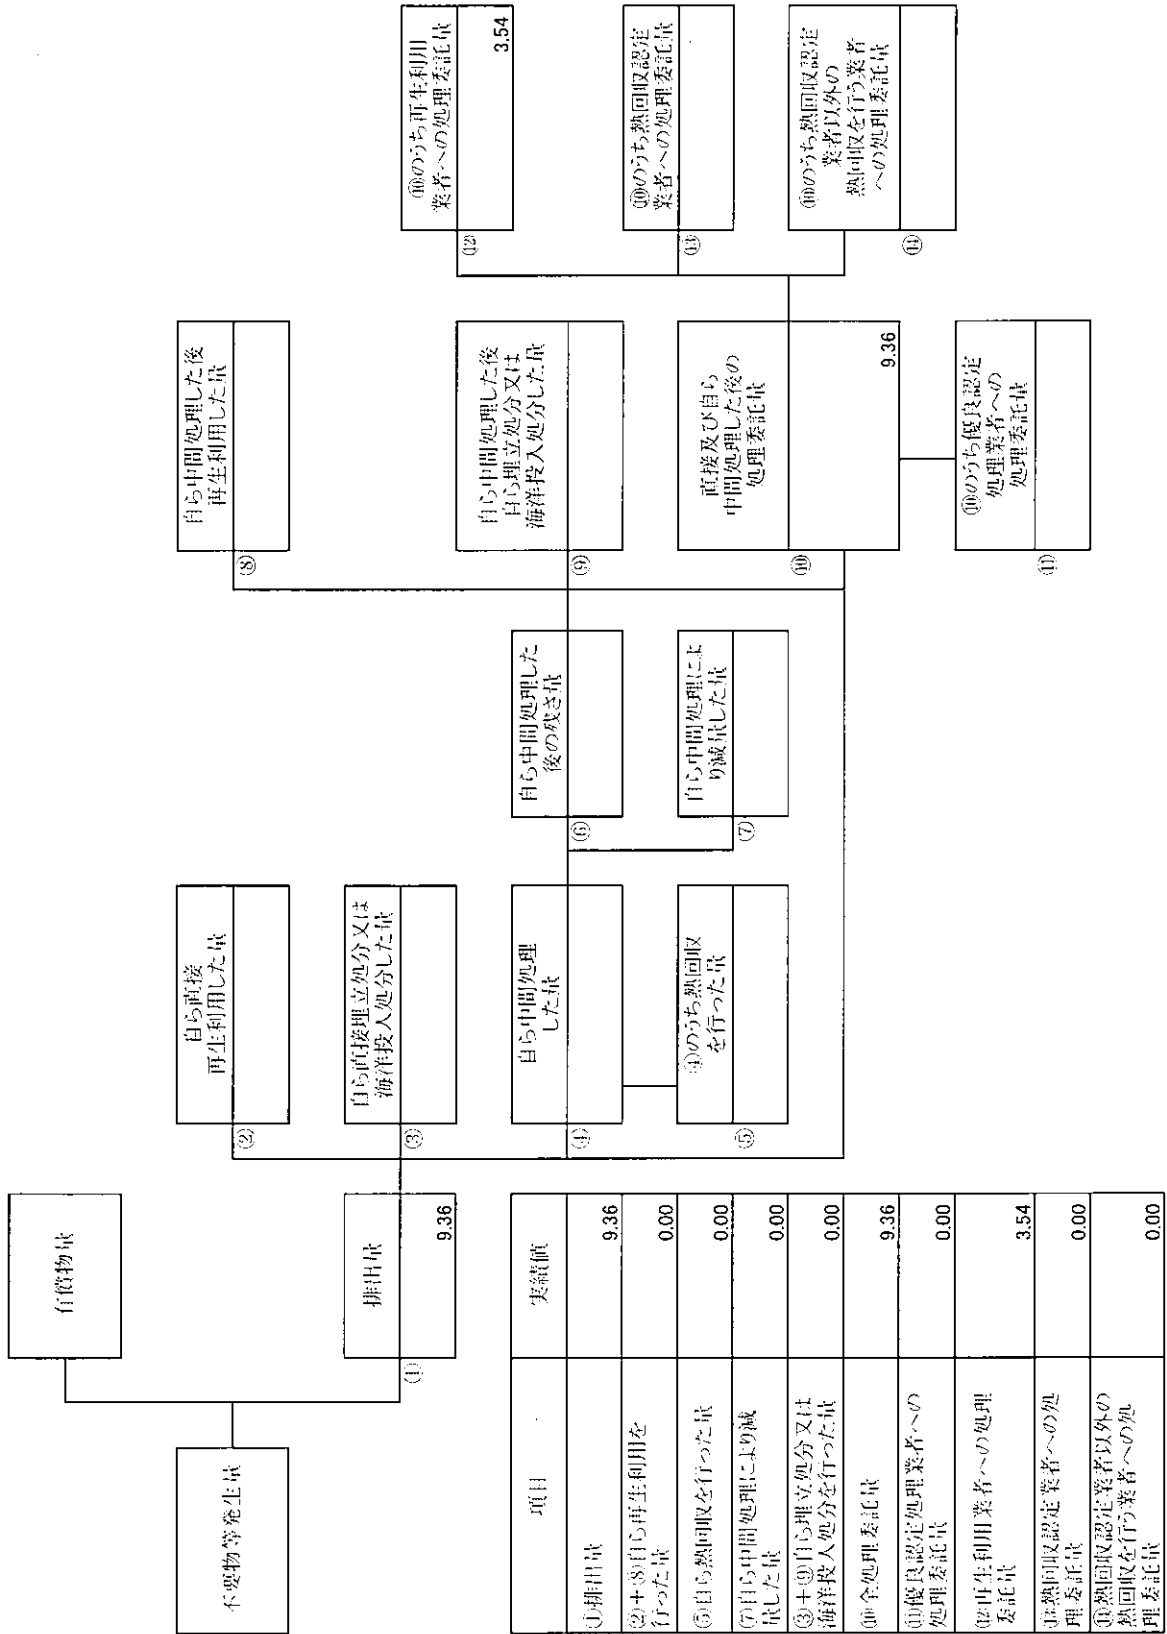 不要物等発生量
有償物量
①
排出量
9.36
②
自ら直接
再生利用した量
③
自ら直接埋立処分又は
海洋投入処分した量
④
自ら中間処理
した量
⑤
④のうち熱回収
を行った量
⑥
自ら中間処理した
後の残さ量
⑦
自ら中間処理によ
り減量した量
⑧
自ら中間処理した後
再生利用した量
⑨
自ら中間処理した後
自ら埋立処分又は
海洋投入処分した量
⑩
直接及び自ら
中間処理した後の
処理委託量
9.36
⑪
⑩のうち優良認定
処理業者への
処理委託量
⑫
⑩のうち再生利用
業者への処理委託量
3.54
⑬
⑩のうち熱回収認定
業者への処理委託量
⑭
⑩のうち熱回収認定
業者以外の
熱回収を行う業者
への処理委託量
項目 実績値
①排出量 9.36
②+⑧自ら再生利用を
行った量 0.00
⑤自ら熱回収を行った量 0.00
⑦自ら中間処理により減
量した量 0.00
③+⑨自ら埋立処分又は
海洋投入処分を行った量 0.00
⑩全処理委託量 9.36
⑪優良認定処理業者への
処理委託量 0.00
⑫再生利用業者への処理
委託量 3.54
⑬熱回収認定業者への処
理委託量 0.00
⑭熱回収認定業者以外の
熱回収を行う業者への処
理委託量 0.00